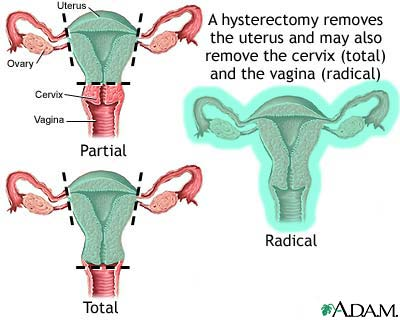 Uterus
Ovary
Cervix
Vagina
Partial
A hysterectomy removes
the uterus and may also
remove the cervix (total)
and the vagina (radical)
Radical
Total
ADAM.